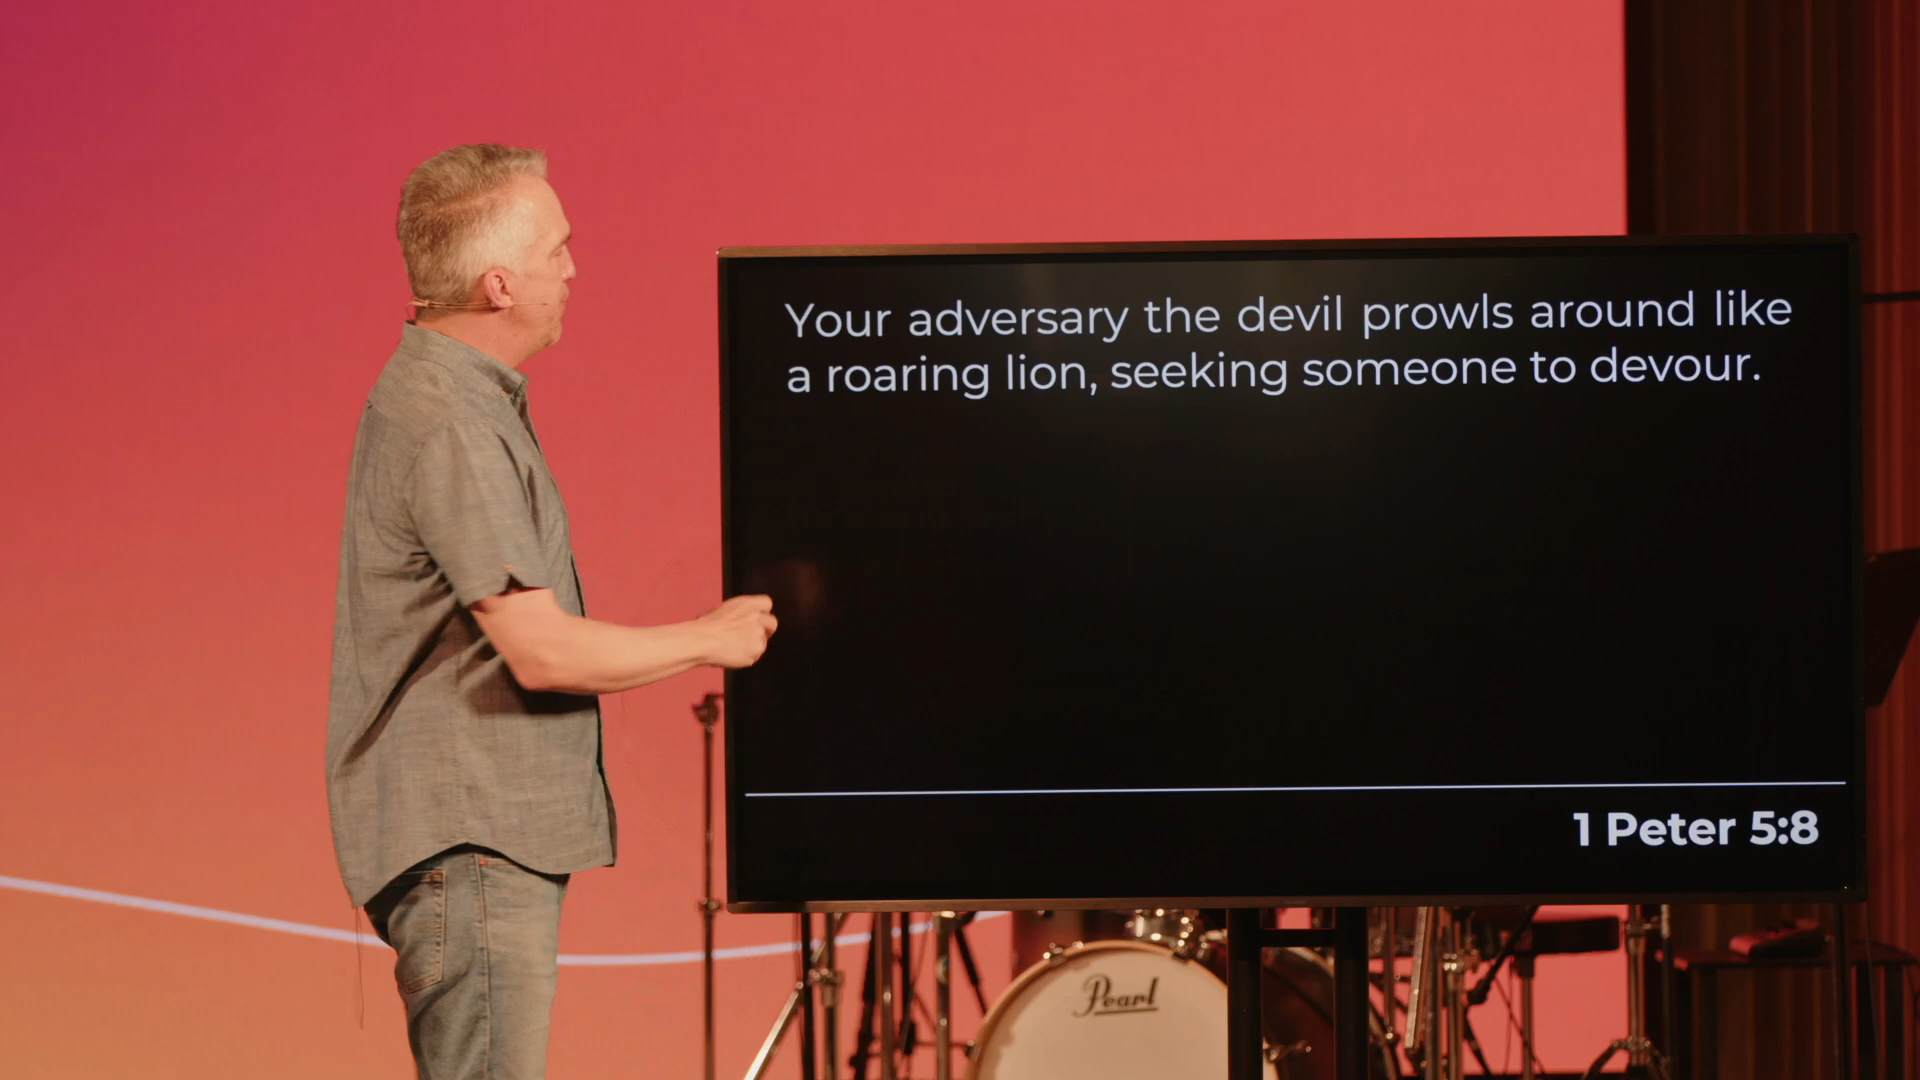 Your adversary the devil prowls around like
a roaring lion, seeking someone to devour.
1 Peter 5:8
Pearl